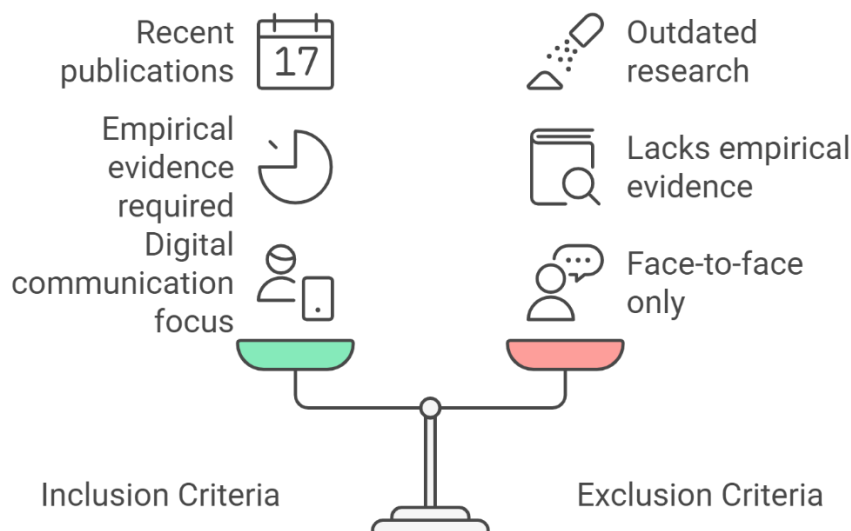 Recent
publications
17
Outdated
research
Empirical
evidence
required
Lacks empirical
evidence
Digital
communication
focus
Face-to-face
only
Inclusion Criteria
Exclusion Criteria